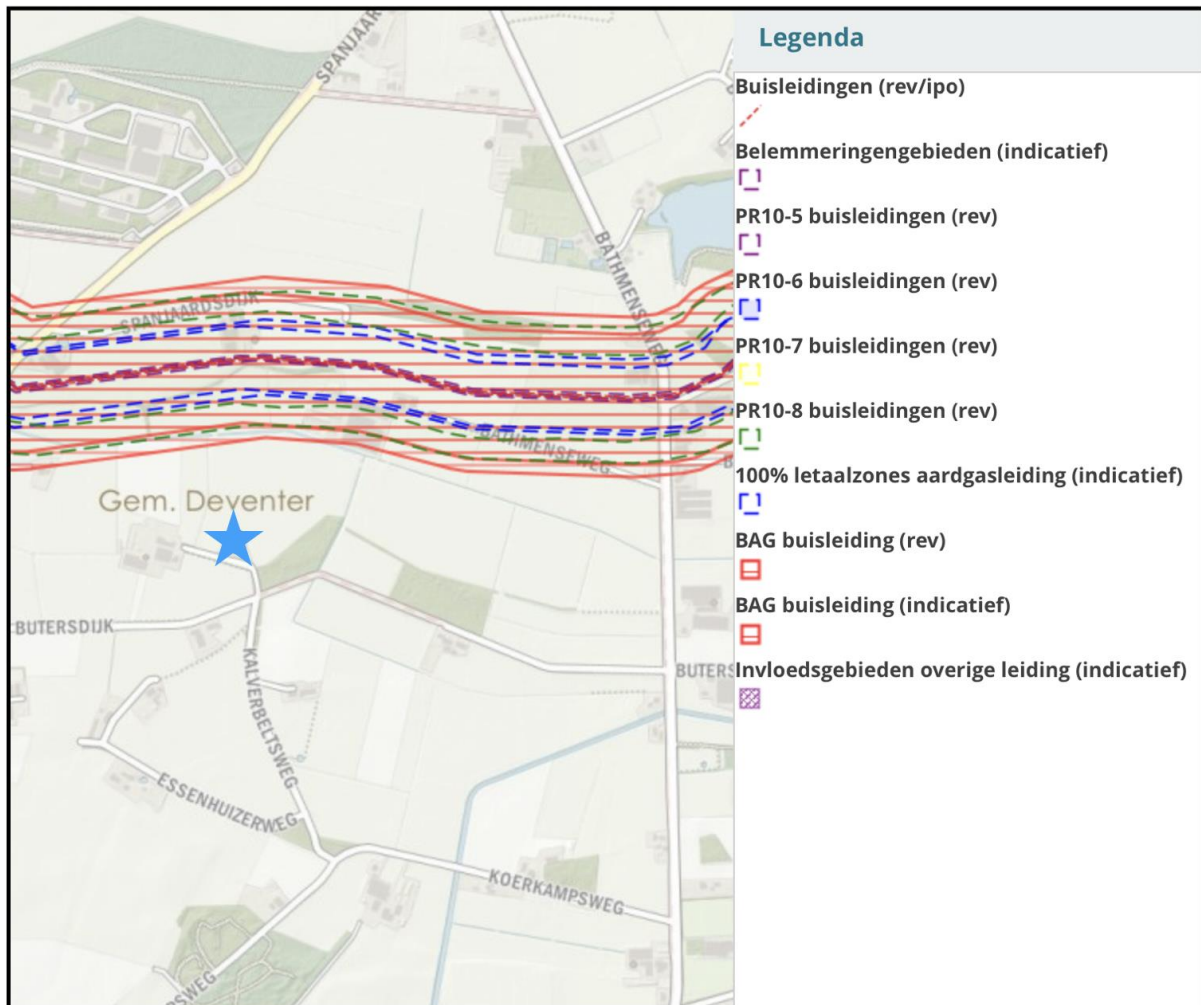 Legenda
Buisleidingen (rev/ipo)
Belemmeringengebieden (indicatief)
PR10-5 buisleidingen (rev)
PR10-6 buisleidingen (rev)
PR10-7 buisleidingen (rev)
PR10-8 buisleidingen (rev)
100% letaalzones aardgasleiding (indicatief)
BAG buisleiding (rev)
BAG buisleiding (indicatief)
Invloedsgebieden overige leiding (indicatief)
SPANJAAR
BATHMENSEWEG
SPANJAARDSDIJK
BATHMENSEWEG
B
Gem. Deventer
BUTERSDIJK
BUTERS
KALVERBELTSWEG
ESSENHUIZERWEG
KOERKAMPSWEG
RSWEG